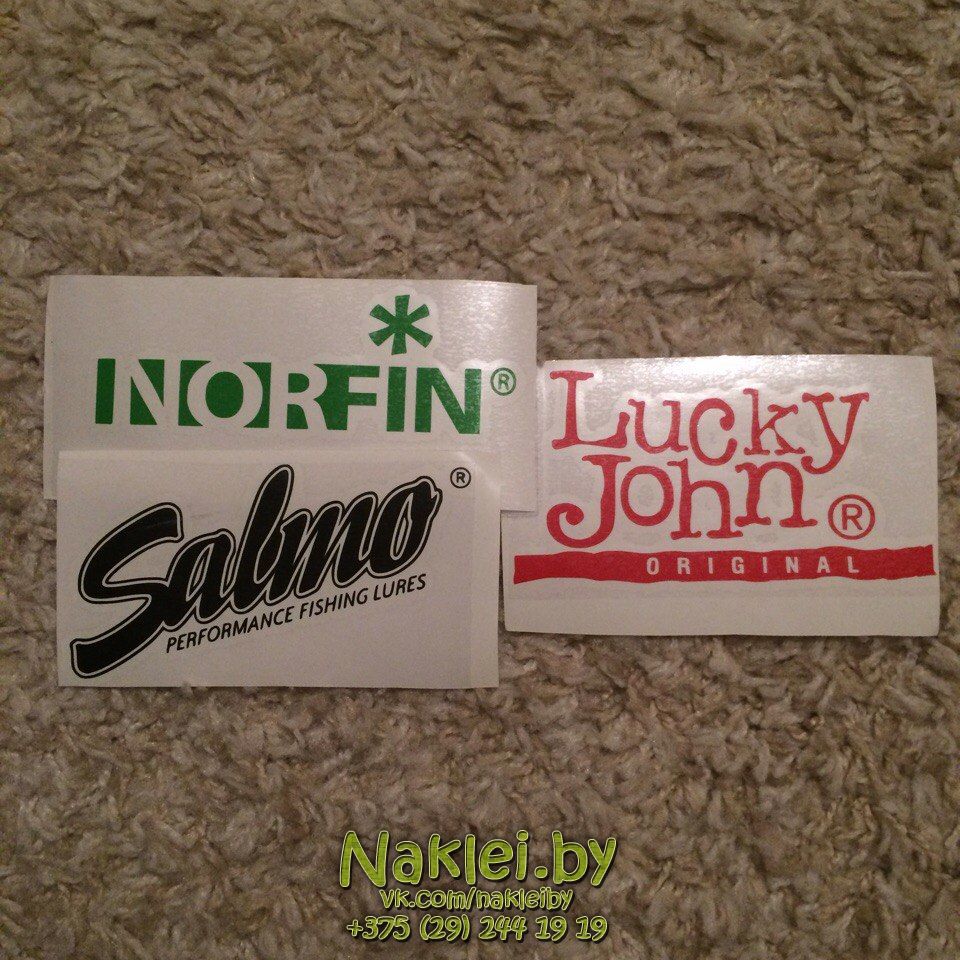 NORFIN®
Salmo®
PERFORMANCE FISHING LURES
Lucky
John®
ORIGINAL
Naklei.by
vk.com/nakleiby
+375 (29) 244 19 19